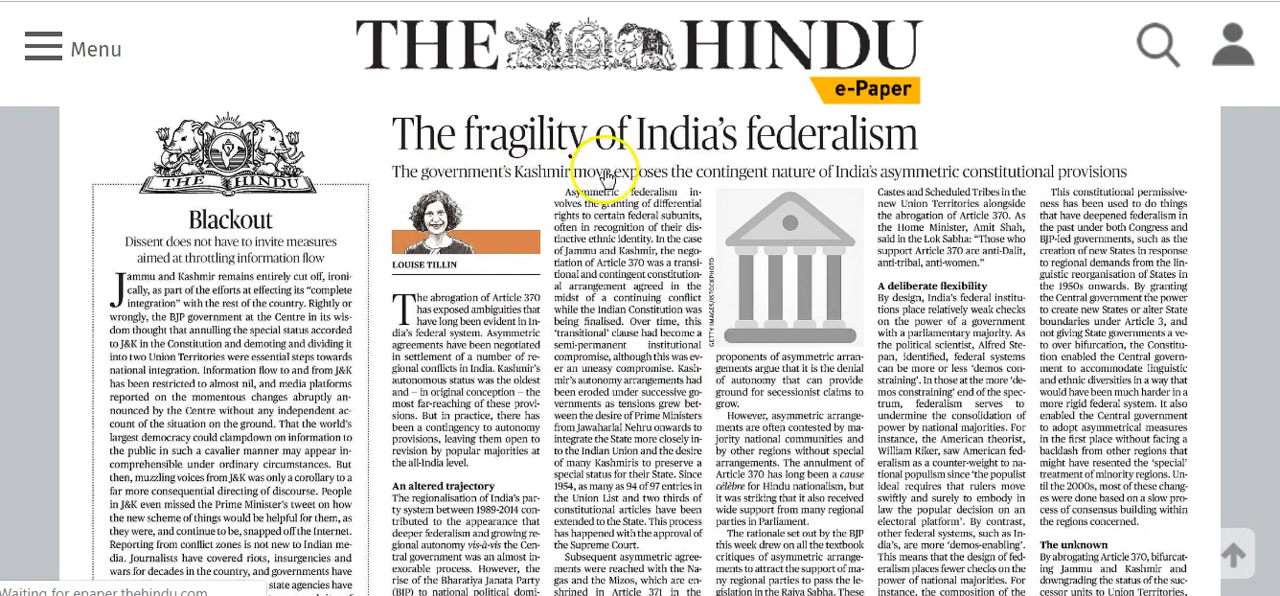 Menu
THE HINDU
e-Paper
THE HINDU
Blackout
Dissent does not have to invite measures
aimed at throttling information flow
Jammu and Kashmir remains entirely cut off, ironi-
cally, as part of the efforts at effecting its “complete
integration” with the rest of the country. Rightly or
wrongly, the BJP government at the Centre in its wis-
dom thought that annulling the special status accorded
to J&K in the Constitution and demoting and dividing it
into two Union Territories were essential steps towards
national integration. Information flow to and from J&K
has been restricted to almost nil, and media platforms
reported on the momentous changes abruptly an-
nounced by the Centre without any independent ac-
count of the situation on the ground. That the world’s
largest democracy could clampdown on information to
the public in such a cavalier manner may appear in-
comprehensible under ordinary circumstances. But
then, muzzling voices from J&K was only a corollary to a
far more consequential directing of discourse. People
in J&K even missed the Prime Minister’s tweet on how
the new scheme of things would be helpful for them, as
they were, and continue to be, snapped off the Internet.
Reporting from conflict zones is not new to Indian me-
dia. Journalists have covered riots, insurgencies and
wars for decades in the country, and governments have
state agencies have
The fragility of India’s federalism
The government’s Kashmir move exposes the contingent nature of India’s asymmetric constitutional provisions
LOUISE TILLIN
The abrogation of Article 370
has exposed ambiguities that
have long been evident in In-
dia’s federal system. Asymmetric
agreements have been negotiated
in settlement of a number of re-
gional conflicts in India. Kashmir’s
autonomous status was the oldest
and – in original conception – the
most far-reaching of these provi-
sions. But in practice, there has
been a contingency to autonomy
provisions, leaving them open to
revision by popular majorities at
the all-India level.
An altered trajectory
The regionalisation of India’s par-
ty system between 1989-2014 con-
tributed to the appearance that
deeper federalism and growing re-
gional autonomy vis-à-vis the Cen-
tral government was an almost in-
exorable process. However, the
rise of the Bharatiya Janata Party
(BJP) to national political domi-
Asymmetric federalism in-
volves the granting of differential
rights to certain federal subunits,
often in recognition of their dis-
tinctive ethnic identity. In the case
of Jammu and Kashmir, the nego-
tiation of Article 370 was a transi-
tional and contingent constitution-
al arrangement agreed in the
midst of a continuing conflict
while the Indian Constitution was
being finalised. Over time, this
‘transitional’ clause had become a
semi-permanent institutional
compromise, although this was ev-
er an uneasy compromise. Kash-
mir’s autonomy arrangements had
been eroded under successive go-
vernments as tensions grew bet-
ween the desire of Prime Ministers
from Jawaharlal Nehru onwards to
integrate the State more closely in-
to the Indian Union and the desire
of many Kashmiris to preserve a
special status for their State. Since
1954, as many as 94 of 97 entries in
the Union List and two thirds of
constitutional articles have been
extended to the State. This process
has happened with the approval of
the Supreme Court.
Subsequent asymmetric agree-
ments were reached with the Na-
gas and the Mizos, which are en-
shrined in Article 371 in the
GETTY IMAGES/ISTOCKPHOTO
proponents of asymmetric arran-
gements argue that it is the denial
of autonomy that can provide
ground for secessionist claims to
grow.
However, asymmetric arrange-
ments are often contested by ma-
jority national communities and
by other regions without special
arrangements. The annulment of
Article 370 has long been a cause
célèbre for Hindu nationalism, but
it was striking that it also received
wide support from many regional
parties in Parliament.
The rationale set out by the BJP
this week drew on all the textbook
critiques of asymmetric arrange-
ments to attract the support of ma-
ny regional parties to pass the le-
gislation in the Rajya Sabha. These
Castes and Scheduled Tribes in the
new Union Territories alongside
the abrogation of Article 370. As
the Home Minister, Amit Shah,
said in the Lok Sabha: “Those who
support Article 370 are anti-Dalit,
anti-tribal, anti-women.”
A deliberate flexibility
By design, India’s federal institu-
tions place relatively weak checks
on the power of a government
with a parliamentary majority. As
the political scientist, Alfred Ste-
pan, identified, federal systems
can be more or less ‘demos con-
straining’. In those at the more ‘de-
mos constraining’ end of the spec-
trum, federalism serves to
undermine the consolidation of
power by national majorities. For
instance, the American theorist,
William Riker, saw American fed-
eralism as a counter-weight to na-
tional populism since ‘the populist
ideal requires that rulers move
swiftly and surely to embody in
law the popular decision on an
electoral platform’. By contrast,
other federal systems, such as In-
dia’s, are more ‘demos-enabling’.
This means that the design of fed-
eralism places fewer checks on the
power of national majorities. For
instance, the composition of the
This constitutional permissive-
ness has been used to do things
that have deepened federalism in
the past under both Congress and
BJP-led governments, such as the
creation of new States in response
to regional demands from the lin-
guistic reorganisation of States in
the 1950s onwards. By granting
the Central government the power
to create new States or alter State
boundaries under Article 3, and
not giving State governments a ve-
to over bifurcation, the Constitu-
tion enabled the Central govern-
ment to accommodate linguistic
and ethnic diversities in a way that
would have been much harder in
a more rigid federal system. It also
enabled the Central government
to adopt asymmetrical measures
in the first place without facing a
backlash from other regions that
might have resented the ‘special’
treatment of minority regions. Un-
til the 2000s, most of these chang-
es were done based on a slow pro-
cess of consensus building within
the regions concerned.
The unknown
By abrogating Article 370, bifurcat-
ing Jammu and Kashmir and
downgrading the status of the suc-
cessor units to Union Territories,
Waiting for epaper.thehindu.com